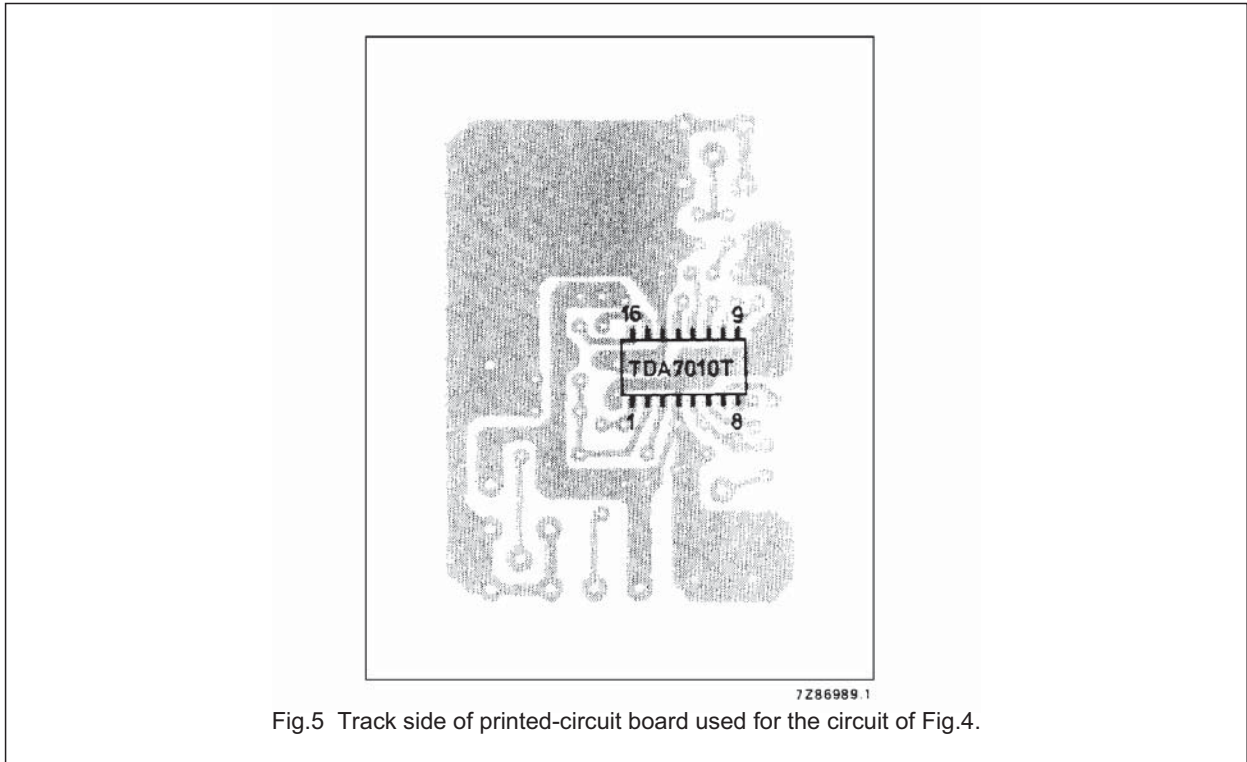 16 9
TDA7010T
1 8
7Z86989.1
Fig.5 Track side of printed-circuit board used for the circuit of Fig.4.